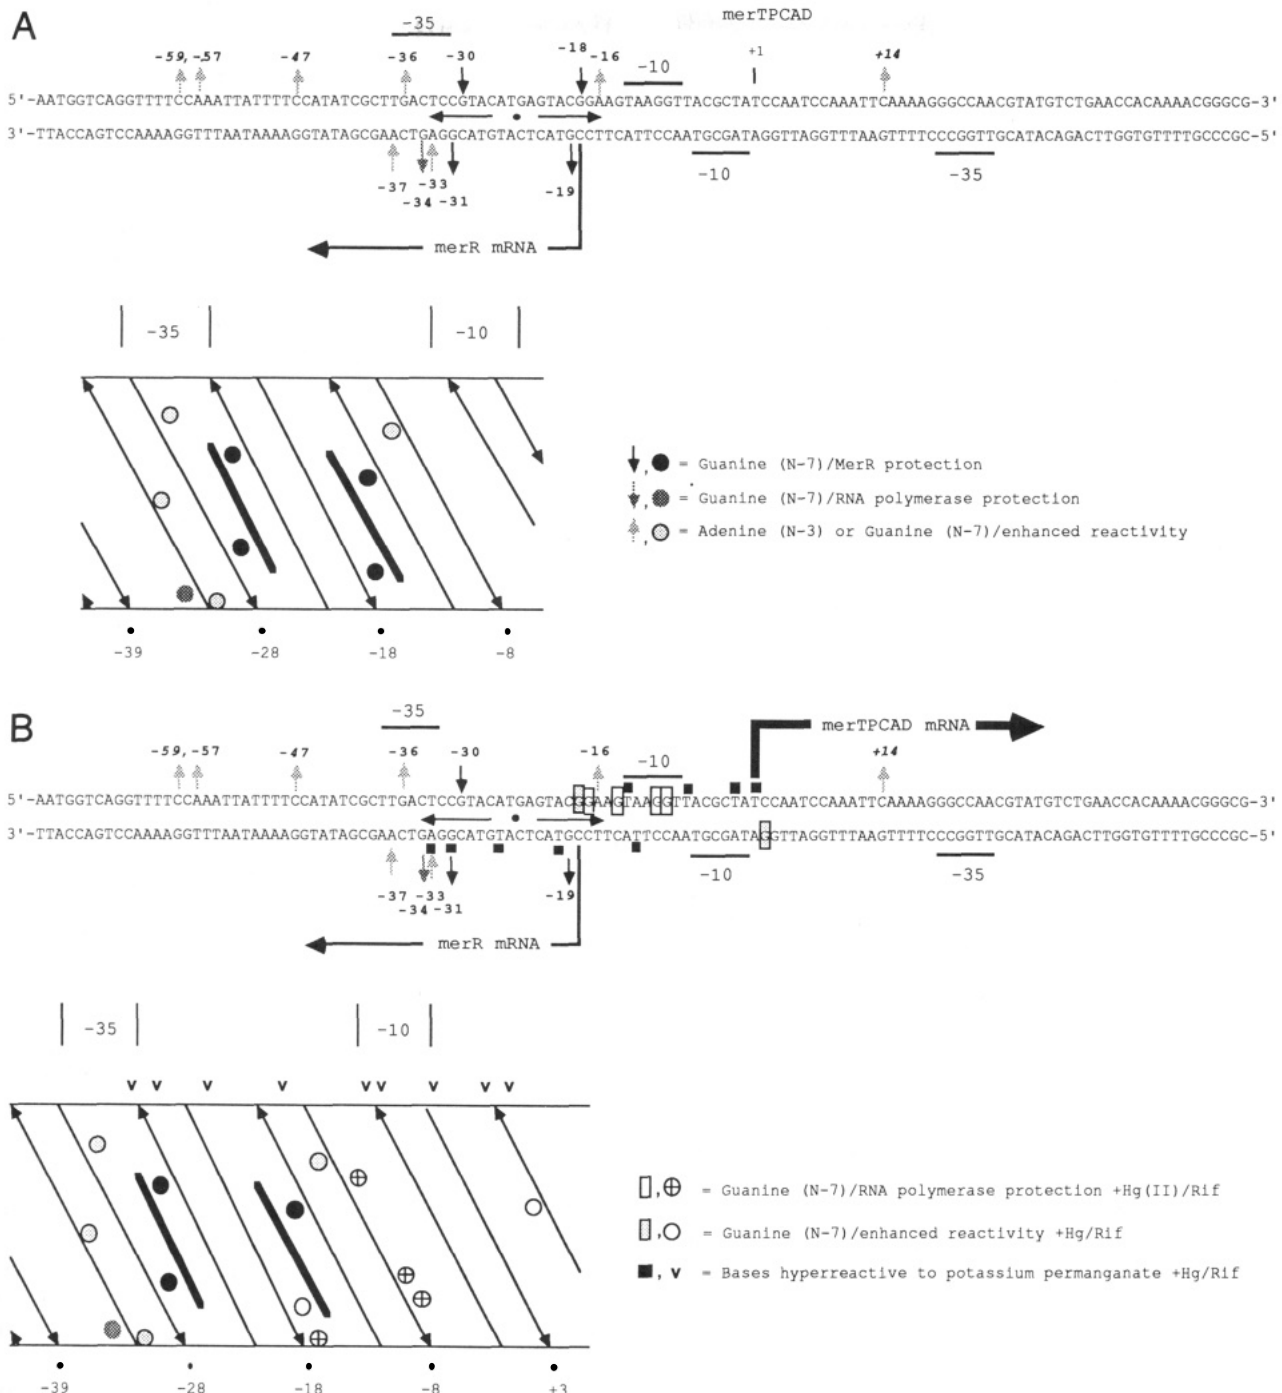 A
merTPCAD
-35
-59,-57 -47 -36 -30 -18 -16 -10 +1 +14
5'-AATGGTCAGGTTTTCCAAATTATTTTCCATATCGCTTGACTCCGTACATGAGTACGGAAGTAAGGTTACGCTATCCAATCCAAATTCAAAAGGGCCAACGTATGTCTGAACCACAAAACGGGCG-3'
3'-TTACCAGTCCAAAAGGTTTAATAAAAGGTATAGCGAACTGAGGCATGTACTCATGCCTTCATTCCAATGCGATAGGTTAGGTTTAAGTTTTCCCGGTTGCATACAGACTTGGTGTTTTGCCCGC-5'
-37 -33 -19 -10 -35
-34 -31
merR mRNA
-35 -10
= Guanine (N-7)/MerR protection
= Guanine (N-7)/RNA polymerase protection
= Adenine (N-3) or Guanine (N-7)/enhanced reactivity
-39 -28 -18 -8
B
-35 merTPCAD mRNA
-59,-57 -47 -36 -30 -16 -10 +14
5'-AATGGTCAGGTTTTCCAAATTATTTTCCATATCGCTTGACTCCGTACATGAGTACGGAAGTAAGGTTACGCTATCCAATCCAAATTCAAAAGGGCCAACGTATGTCTGAACCACAAAACGGGCG-3'
3'-TTACCAGTCCAAAAGGTTTAATAAAAGGTATAGCGAACTGAGGCATGTACTCATGCCTTCATTCCAATGCGATAGGTTAGGTTTAAGTTTTCCCGGTTGCATACAGACTTGGTGTTTTGCCCGC-5'
-37 -33 -19 -10 -35
-34 -31
merR mRNA
-35 -10
v v v v v v v v v
= Guanine (N-7)/RNA polymerase protection +Hg(II)/Rif
= Guanine (N-7)/enhanced reactivity +Hg/Rif
, v = Bases hyperreactive to potassium permanganate +Hg/Rif
-39 -28 -18 -8 +3